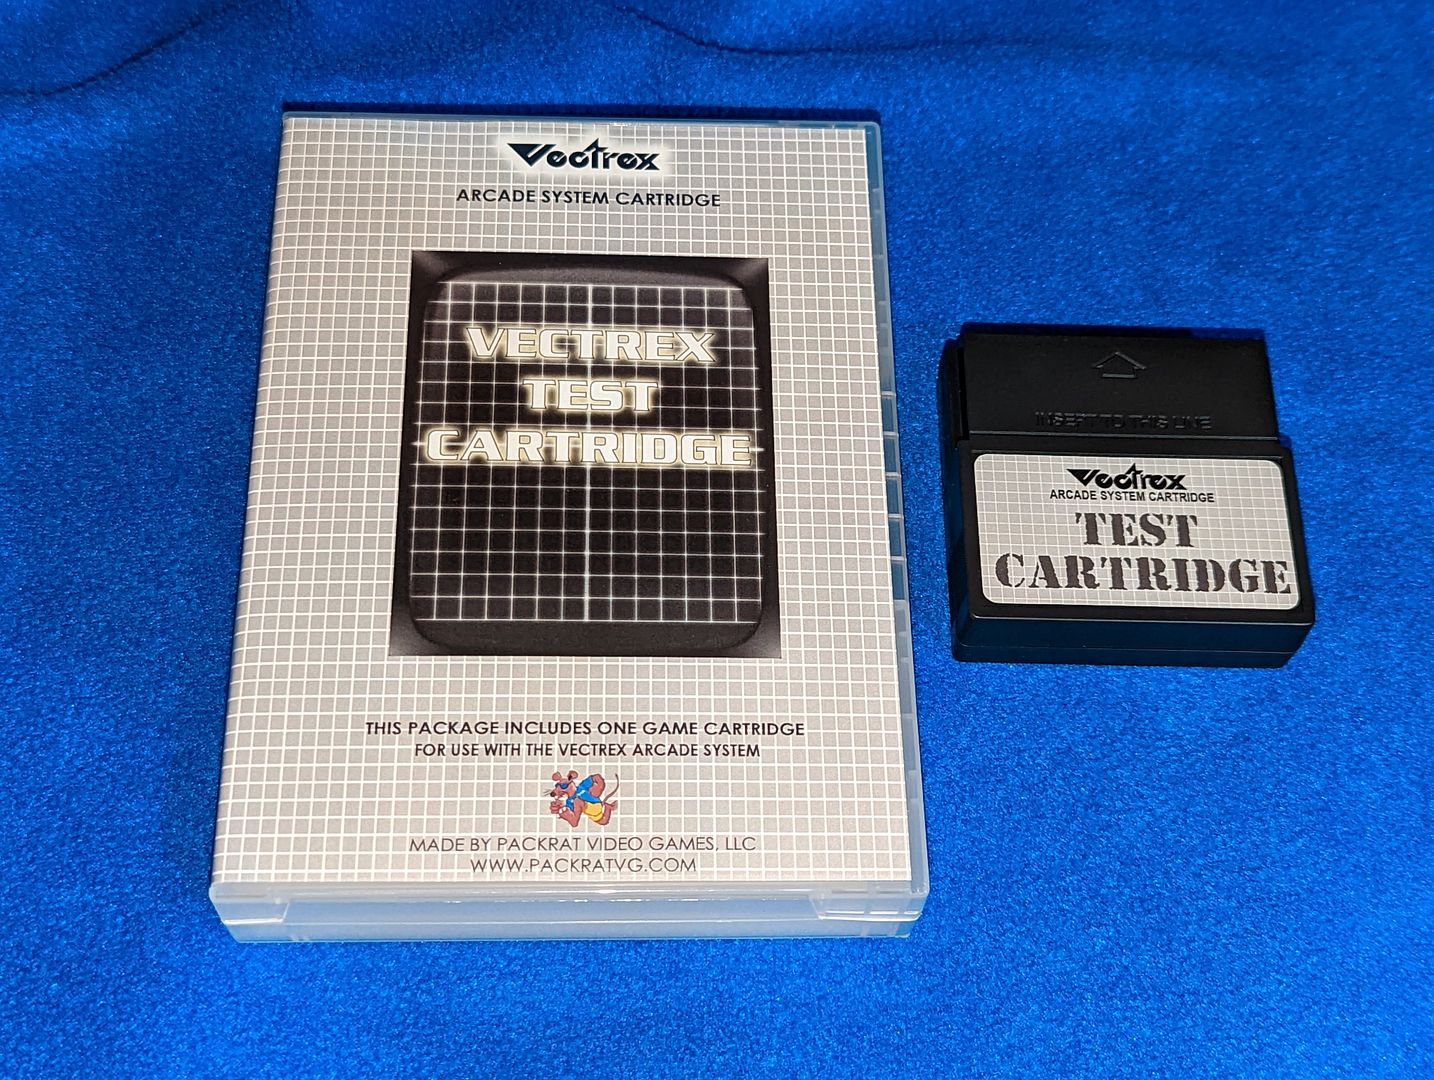 Vectrex
ARCADE SYSTEM CARTRIDGE
VECTREX
TEST
CARTRIDGE
THIS PACKAGE INCLUDES ONE GAME CARTRIDGE
FOR USE WITH THE VECTREX ARCADE SYSTEM
MADE BY PACKRAT VIDEO GAMES, LLC
WWW.PACKRATVG.COM
INSERT TO THIS LINE
Vectrex
ARCADE SYSTEM CARTRIDGE
TEST
CARTRIDGE